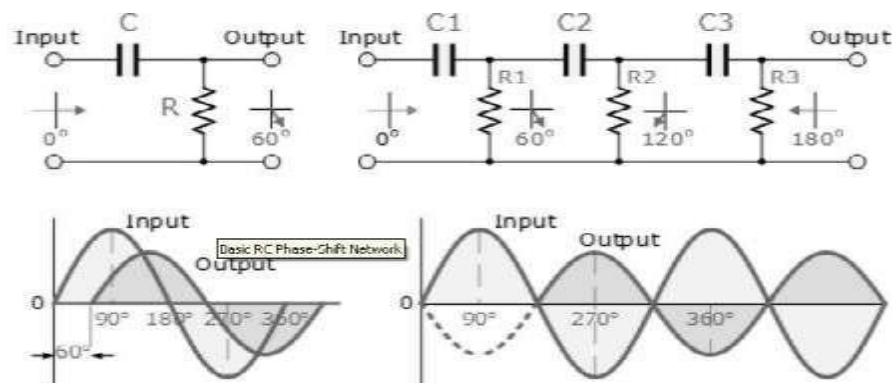 C C1 C2 C3
Input Output Input Output
R R1 R2 R3
0° 60° 0° 60° 120° 180°
Input Input
Basic RC Phase-Shift Network
Output Output
0 90° 180° 270° 360° 0 90° 270° 360°
60°